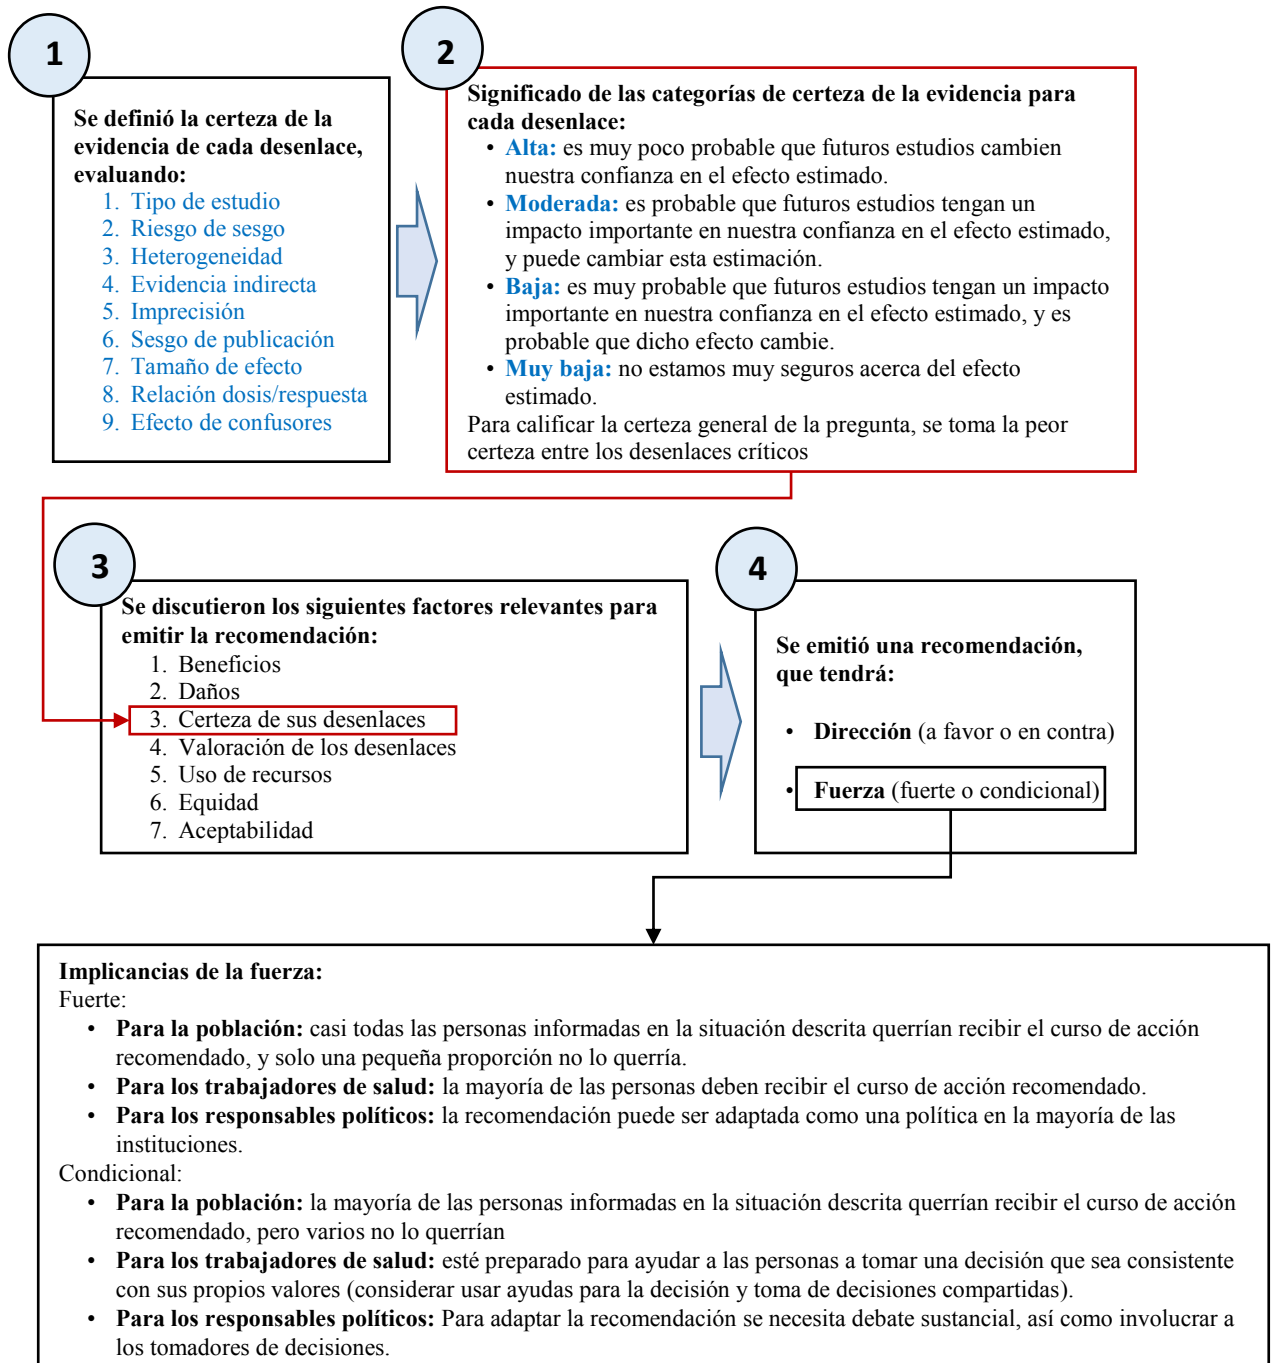 1
Se definió la certeza de la
evidencia de cada desenlace,
evaluando:
1. Tipo de estudio
2. Riesgo de sesgo
3. Heterogeneidad
4. Evidencia indirecta
5. Imprecisión
6. Sesgo de publicación
7. Tamaño de efecto
8. Relación dosis/respuesta
9. Efecto de confusores
2
Significado de las categorías de certeza de la evidencia para
cada desenlace:
• Alta: es muy poco probable que futuros estudios cambien
nuestra confianza en el efecto estimado.
• Moderada: es probable que futuros estudios tengan un
impacto importante en nuestra confianza en el efecto estimado,
y puede cambiar esta estimación.
• Baja: es muy probable que futuros estudios tengan un impacto
importante en nuestra confianza en el efecto estimado, y es
probable que dicho efecto cambie.
• Muy baja: no estamos muy seguros acerca del efecto
estimado.
Para calificar la certeza general de la pregunta, se toma la peor
certeza entre los desenlaces críticos
3
Se discutieron los siguientes factores relevantes para
emitir la recomendación:
1. Beneficios
2. Daños
3. Certeza de sus desenlaces
4. Valoración de los desenlaces
5. Uso de recursos
6. Equidad
7. Aceptabilidad
4
Se emitió una recomendación,
que tendrá:
• Dirección (a favor o en contra)
• Fuerza (fuerte o condicional)
Implicancias de la fuerza:
Fuerte:
• Para la población: casi todas las personas informadas en la situación descrita querrían recibir el curso de acción
recomendado, y solo una pequeña proporción no lo querría.
• Para los trabajadores de salud: la mayoría de las personas deben recibir el curso de acción recomendado.
• Para los responsables políticos: la recomendación puede ser adaptada como una política en la mayoría de las
instituciones.
Condicional:
• Para la población: la mayoría de las personas informadas en la situación descrita querrían recibir el curso de acción
recomendado, pero varios no lo querrían
• Para los trabajadores de salud: esté preparado para ayudar a las personas a tomar una decisión que sea consistente
con sus propios valores (considerar usar ayudas para la decisión y toma de decisiones compartidas).
• Para los responsables políticos: Para adaptar la recomendación se necesita debate sustancial, así como involucrar a
los tomadores de decisiones.